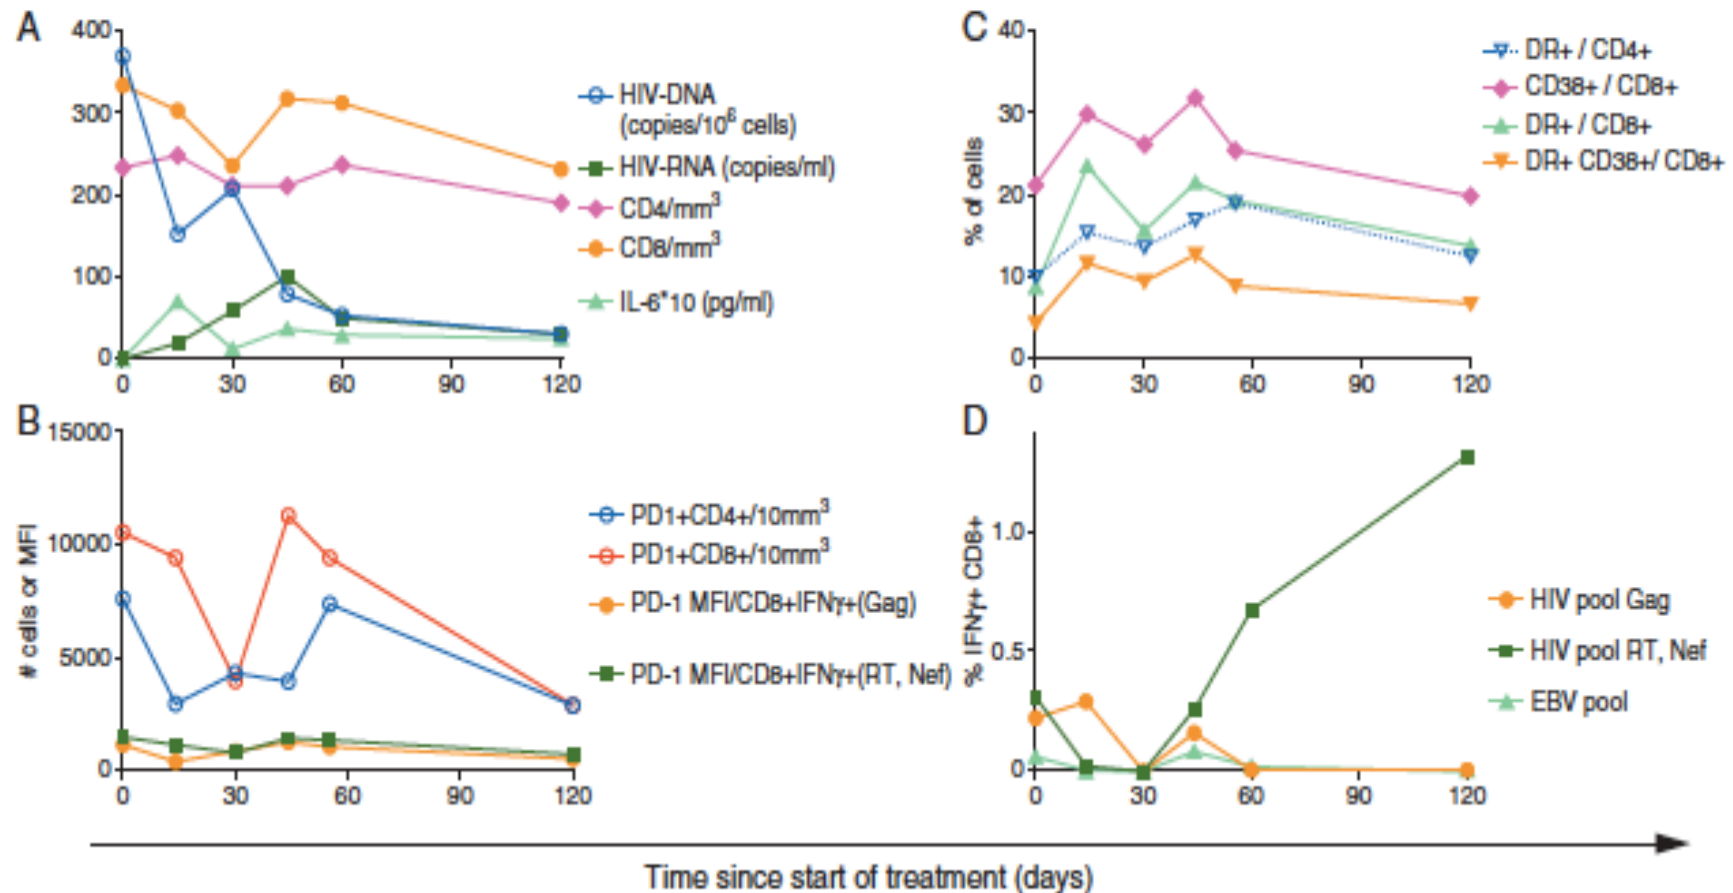 A
400
300
200
100
0
0 30 60 90 120
HIV-DNA
(copies/10⁶ cells)
HIV-RNA (copies/ml)
CD4/mm³
CD8/mm³
IL-6*10 (pg/ml)
C
% of cells
40
30
20
10
0
0 30 60 90 120
DR+ / CD4+
CD38+ / CD8+
DR+ / CD8+
DR+ CD38+/ CD8+
B
# cells or MFI
15000
10000
5000
0
0 30 60 90 120
PD1+CD4+/10mm³
PD1+CD8+/10mm³
PD-1 MFI/CD8+IFNγ+(Gag)
PD-1 MFI/CD8+IFNγ+(RT, Nef)
D
% IFNγ+ CD8+
1.0
0.5
0
0 30 60 90 120
HIV pool Gag
HIV pool RT, Nef
EBV pool
Time since start of treatment (days)